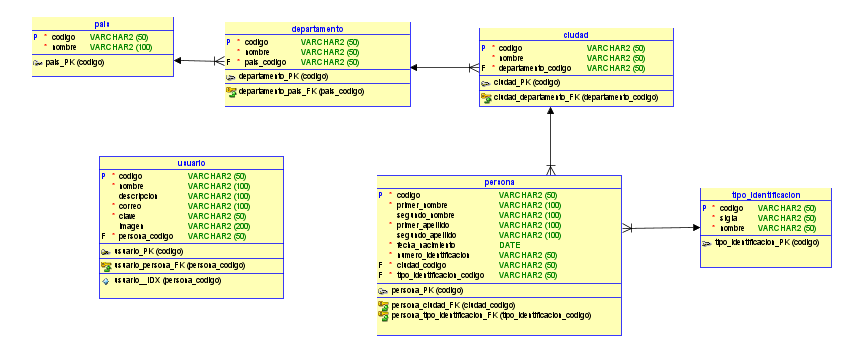 pais
P * codigo VARCHAR2 (50)
* nombre VARCHAR2 (100)
pais_PK (codigo)
departamento
P * codigo VARCHAR2 (50)
* nombre VARCHAR2 (50)
F * pais_codigo VARCHAR2 (50)
departamento_PK (codigo)
departamento_pais_FK (pais_codigo)
ciudad
P * codigo VARCHAR2 (50)
* nombre VARCHAR2 (50)
F * departamento_codigo VARCHAR2 (50)
ciudad_PK (codigo)
ciudad_departamento_FK (departamento_codigo)
usuario
P * codigo VARCHAR2 (50)
* nombre VARCHAR2 (100)
descripcion VARCHAR2 (100)
* correo VARCHAR2 (100)
* clave VARCHAR2 (50)
imagen VARCHAR2 (200)
F * persona_codigo VARCHAR2 (50)
usuario_PK (codigo)
usuario_persona_FK (persona_codigo)
usuario__IDX (persona_codigo)
persona
P * codigo VARCHAR2 (50)
* primer_nombre VARCHAR2 (100)
segundo_nombre VARCHAR2 (100)
* primer_apellido VARCHAR2 (100)
segundo_apellido VARCHAR2 (100)
* fecha_nacimiento DATE
* numero_identificacion VARCHAR2 (50)
F * ciudad_codigo VARCHAR2 (50)
F * tipo_identificacion_codigo VARCHAR2 (50)
persona_PK (codigo)
persona_ciudad_FK (ciudad_codigo)
persona_tipo_identificacion_FK (tipo_identificacion_codigo)
tipo_identificacion
P * codigo VARCHAR2 (50)
* sigla VARCHAR2 (50)
* nombre VARCHAR2 (50)
tipo_identificacion_PK (codigo)